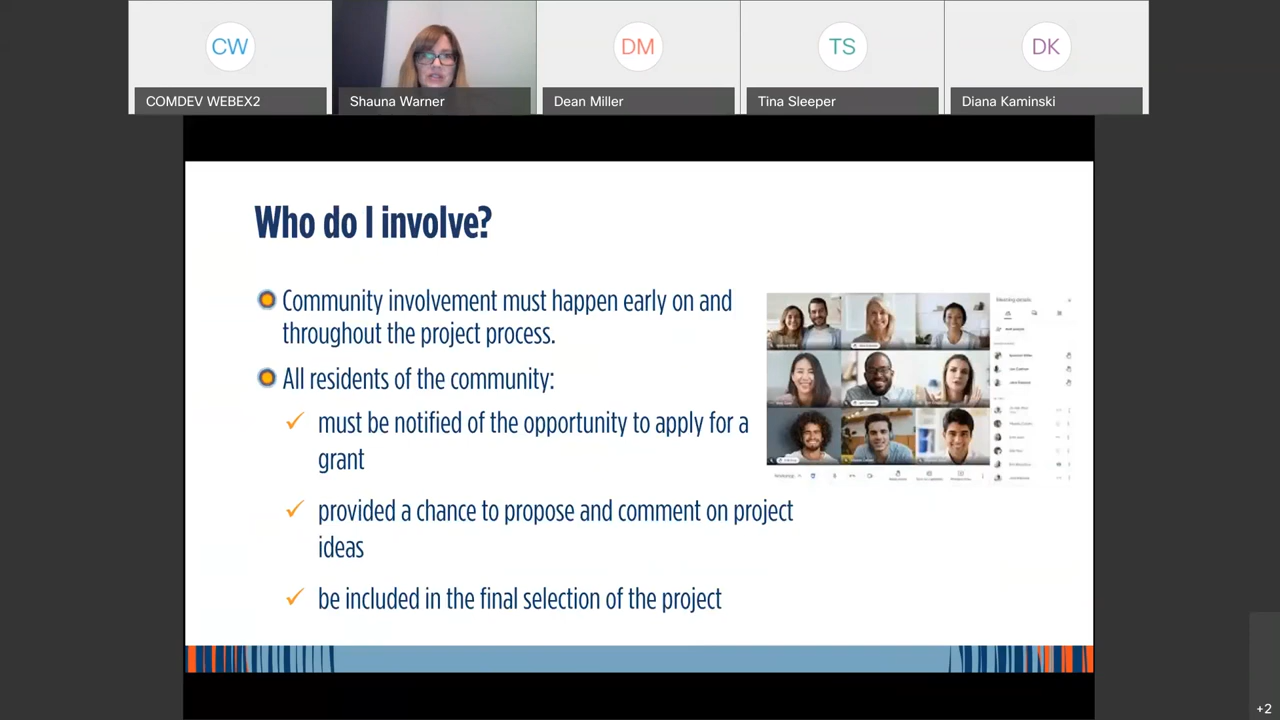 CW
DM
TS
DK
COMDEV WEBEX2
Shauna Warner
Dean Miller
Tina Sleeper
Diana Kaminski
Who do I involve?
Community involvement must happen early on and
throughout the project process.
All residents of the community:
must be notified of the opportunity to apply for a
grant
provided a chance to propose and comment on project
ideas
be included in the final selection of the project
+2